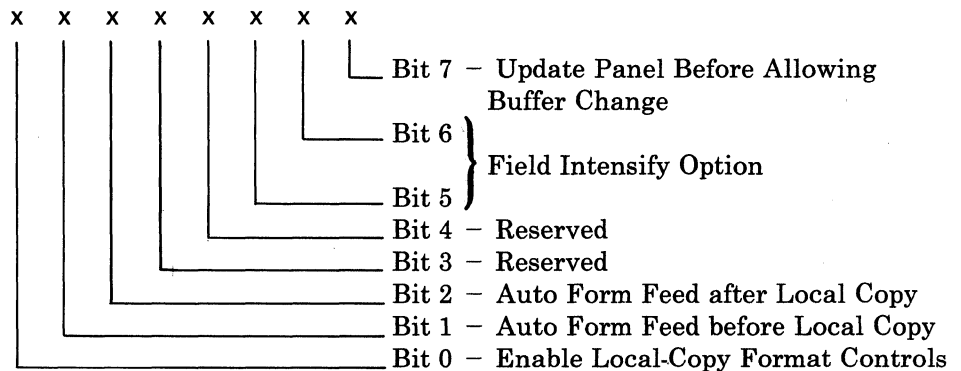 x x x x x x x x
Bit 7 – Update Panel Before Allowing
Buffer Change
Bit 6
Field Intensify Option
Bit 5
Bit 4 – Reserved
Bit 3 – Reserved
Bit 2 – Auto Form Feed after Local Copy
Bit 1 – Auto Form Feed before Local Copy
Bit 0 – Enable Local-Copy Format Controls